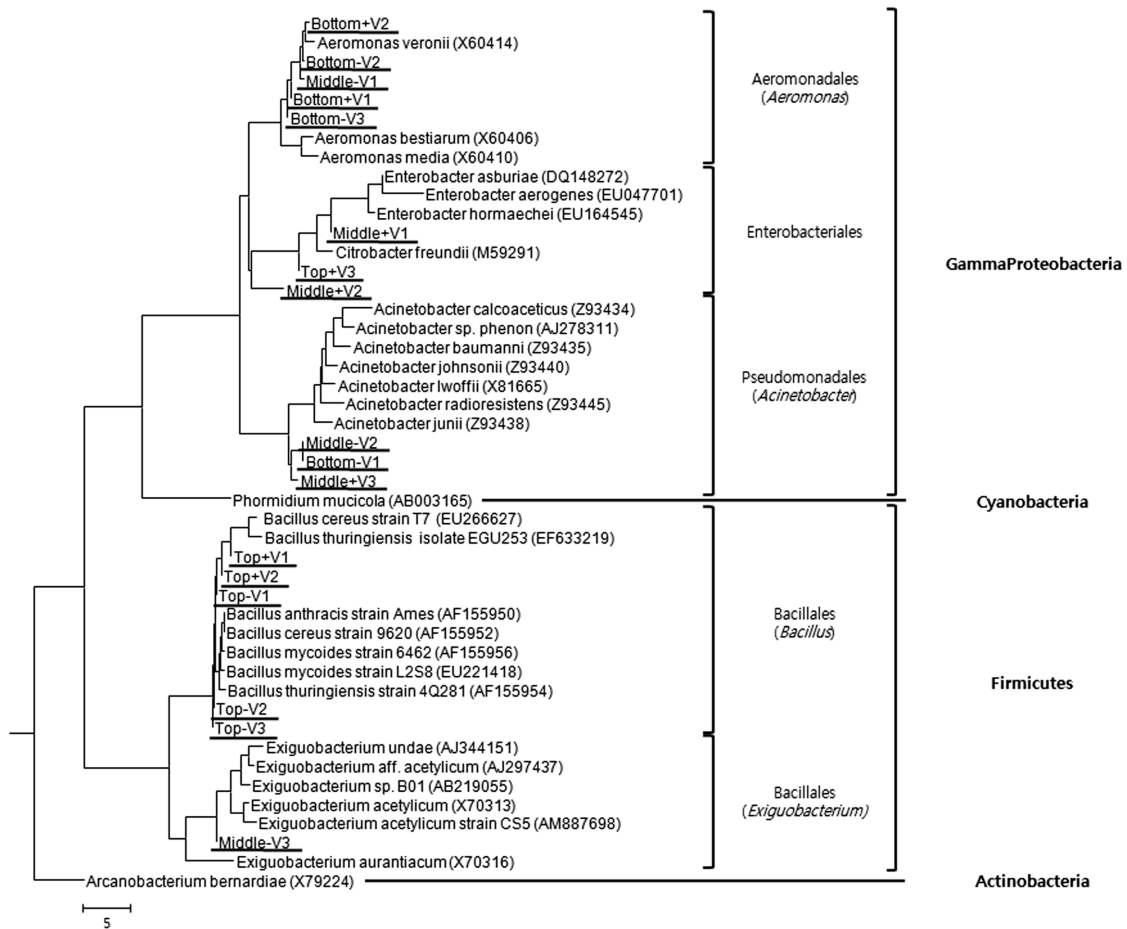 Bottom+V2
Aeromonas veronii (X60414)
Bottom-V2
Middle-V1
Bottom+V1
Bottom-V3
Aeromonas bestiarum (X60406)
Aeromonas media (X60410)
Aeromonadales
(Aeromonas)
Enterobacter asburiae (DQ148272)
Enterobacter aerogenes (EU047701)
Enterobacter hormaechei (EU164545)
Middle+V1
Citrobacter freundii (M59291)
Top+V3
Middle+V2
Enterobacteriales
Acinetobacter calcoaceticus (Z93434)
Acinetobacter sp. phenon (AJ278311)
Acinetobacter baumanni (Z93435)
Acinetobacter johnsonii (Z93440)
Acinetobacter lwoffii (X81665)
Acinetobacter radioresistens (Z93445)
Acinetobacter junii (Z93438)
Middle-V2
Bottom-V1
Middle+V3
Pseudomonadales
(Acinetobacter)
GammaProteobacteria
Phormidium mucicola (AB003165)
Cyanobacteria
Bacillus cereus strain T7 (EU266627)
Bacillus thuringiensis isolate EGU253 (EF633219)
Top+V1
Top+V2
Top-V1
Bacillus anthracis strain Ames (AF155950)
Bacillus cereus strain 9620 (AF155952)
Bacillus mycoides strain 6462 (AF155956)
Bacillus mycoides strain L2S8 (EU221418)
Bacillus thuringiensis strain 4Q281 (AF155954)
Top-V2
Top-V3
Bacillales
(Bacillus)
Exiguobacterium undae (AJ344151)
Exiguobacterium aff. acetylicum (AJ297437)
Exiguobacterium sp. B01 (AB219055)
Exiguobacterium acetylicum (X70313)
Exiguobacterium acetylicum strain CS5 (AM887698)
Middle-V3
Exiguobacterium aurantiacum (X70316)
Bacillales
(Exiguobacterium)
Firmicutes
Arcanobacterium bernardiae (X79224)
Actinobacteria
5